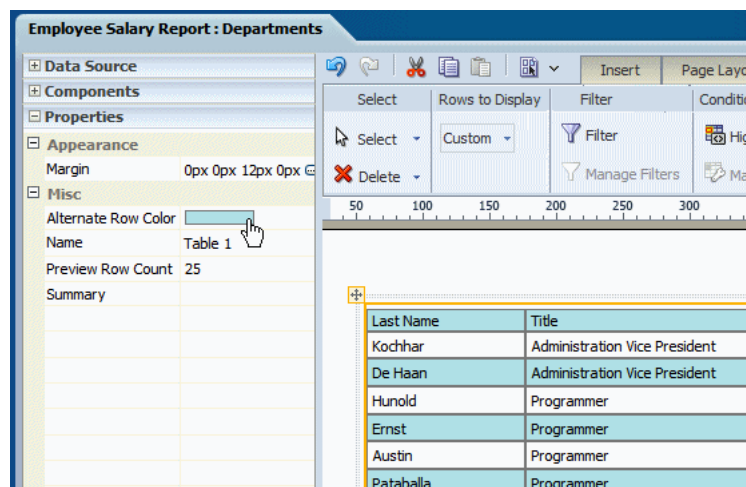 Employee Salary Report : Departments
Data Source
Components
Properties
Appearance
Margin 0px 0px 12px 0px
Misc
Alternate Row Color
Name Table 1
Preview Row Count 25
Summary
Insert
Select Rows to Display Filter
Select Custom Filter
Delete Manage Filters
50 100 150 200 250 300
Last Name Title
Kochhar Administration Vice President
De Haan Administration Vice President
Hunold Programmer
Ernst Programmer
Austin Programmer
Pataballa Programmer